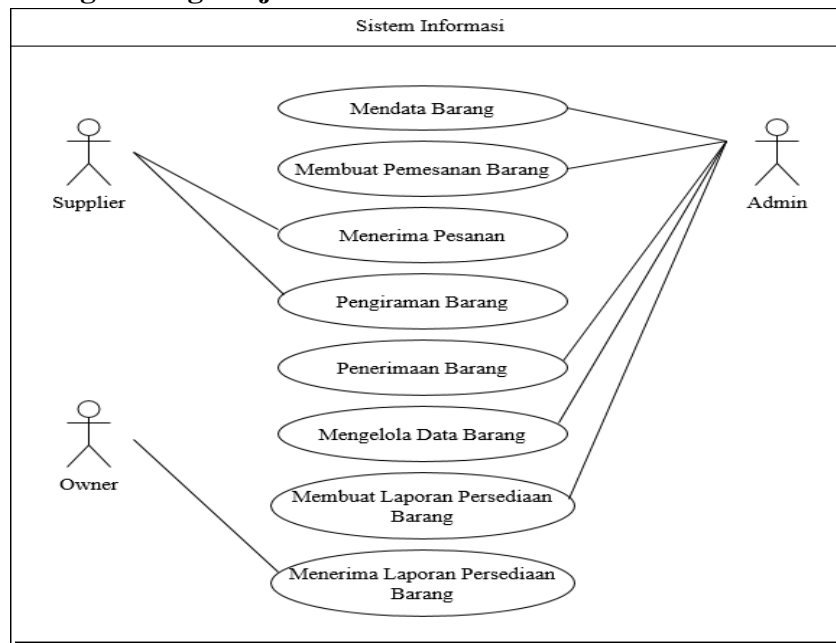 Sistem Informasi
Mendata Barang
Membuat Pemesanan Barang
Supplier
Admin
Menerima Pesanan
Pengiraman Barang
Penerimaan Barang
Mengelola Data Barang
Owner
Membuat Laporan Persediaan
Barang
Menerima Laporan Persediaan
Barang